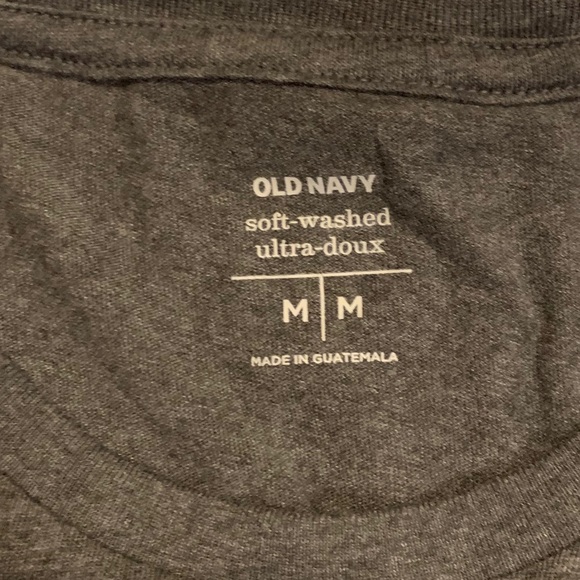 OLD NAVY
soft-washed
ultra-doux
M | M
MADE IN GUATEMALA